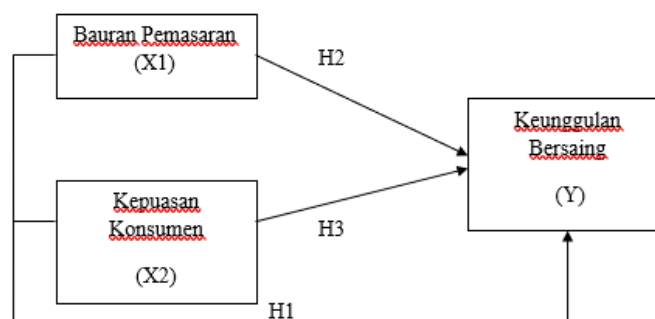 Bauran Pemasaran
(X1)
H2
Keunggulan
Bersaing
(Y)
Kepuasan
Konsumen
(X2)
H3
H1